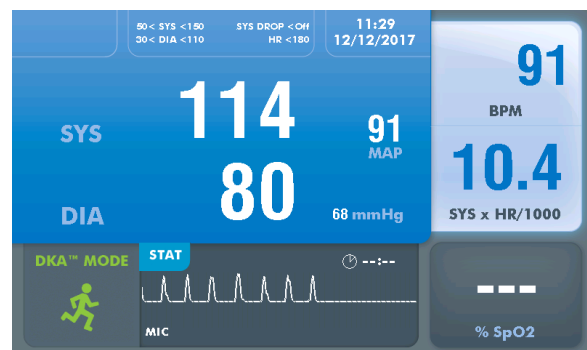 50< SYS <150
30< DIA <110
SYS DROP <Off
HR <180
11:29
12/12/2017
SYS
114
91
MAP
DIA
80
68 mmHg
91
BPM
10.4
SYS x HR/1000
DKA™ MODE
STAT
--:--
MIC
---
% SpO2